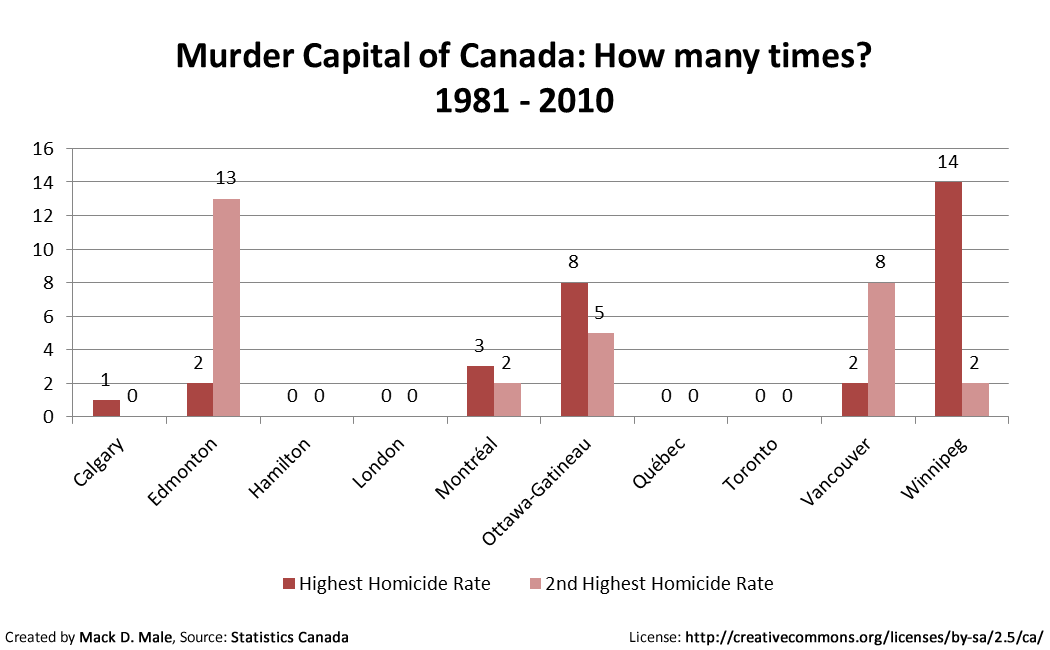 Murder Capital of Canada: How many times?
1981 - 2010
16
14
12
10
8
6
4
2
0
1
0
2
13
0
0
0
0
3
2
8
5
0
0
0
0
2
8
14
2
Calgary
Edmonton
Hamilton
London
Montréal
Ottawa-Gatineau
Québec
Toronto
Vancouver
Winnipeg
Highest Homicide Rate
2nd Highest Homicide Rate
Created by Mack D. Male, Source: Statistics Canada
License: http://creativecommons.org/licenses/by-sa/2.5/ca/